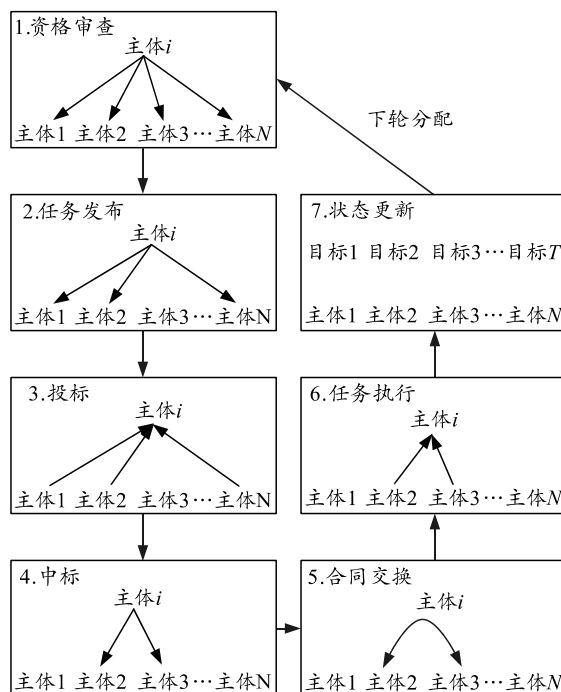 1.资格审查
主体i
主体1 主体2 主体3…主体N
2.任务发布
主体i
主体1 主体2 主体3…主体N
3.投标
主体i
主体1 主体2 主体3…主体N
4.中标
主体i
主体1 主体2 主体3…主体N
5.合同交换
主体i
主体1 主体2 主体3…主体N
6.任务执行
主体i
主体1 主体2 主体3…主体N
7.状态更新
目标1 目标2 目标3…目标T
主体1 主体2 主体3…主体N
下轮分配